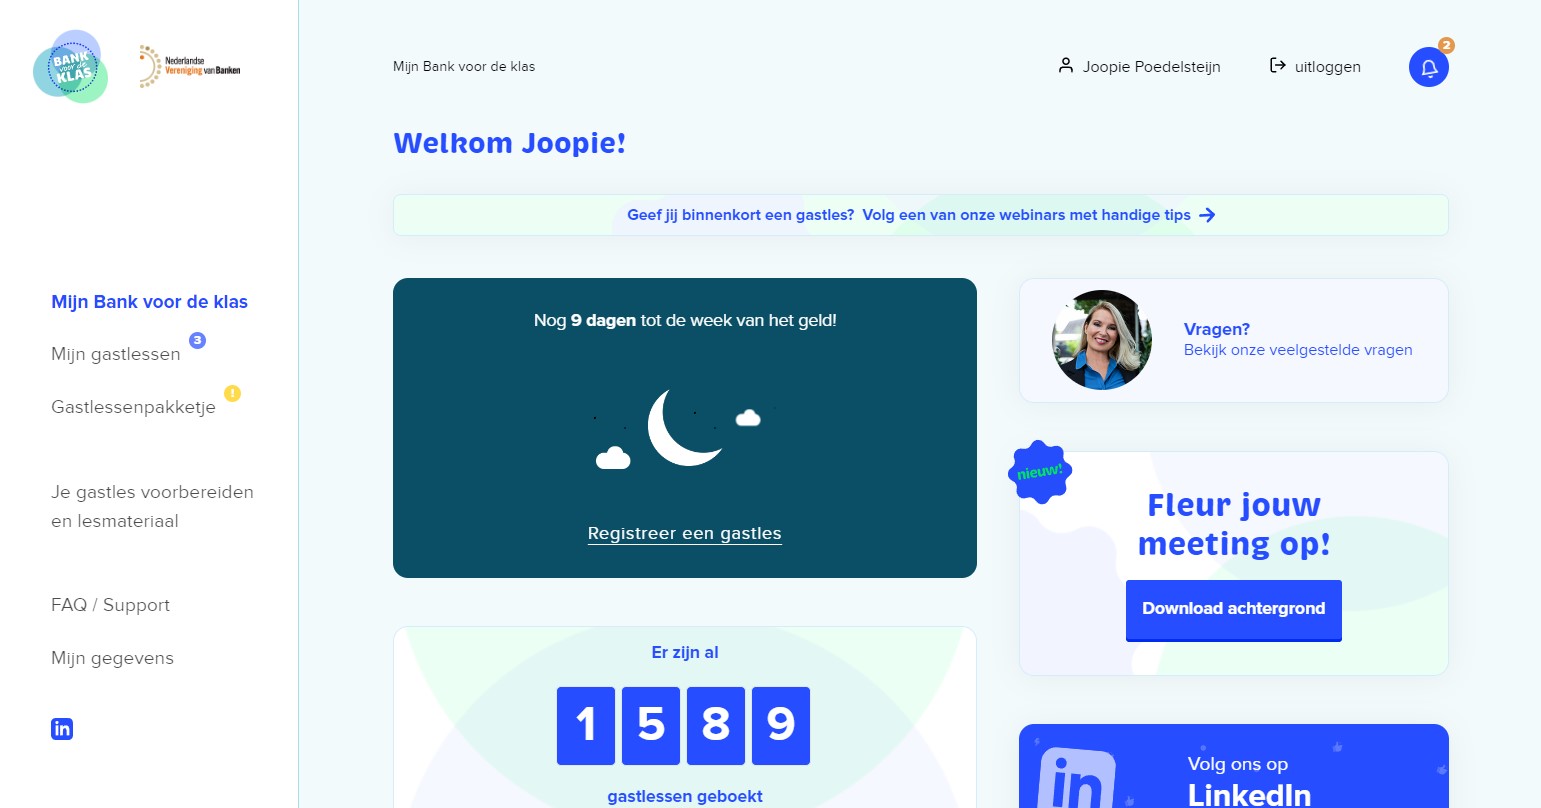 BANK
voor de
KLAS
Nederlandse
Vereniging van Banken
Mijn Bank voor de klas
Mijn gastlessen 3
Gastlessenpakketje !
Je gastles voorbereiden
en lesmateriaal
FAQ / Support
Mijn gegevens
in
Mijn Bank voor de klas
Joopie Poedelsteijn
uitloggen
2
Welkom Joopie!
Geef jij binnenkort een gastles? Volg een van onze webinars met handige tips
Nog 9 dagen tot de week van het geld!
Registreer een gastles
Er zijn al
1 5 8 9
gastlessen geboekt
Vragen?
Bekijk onze veelgestelde vragen
nieuw!
Fleur jouw
meeting op!
Download achtergrond
in
Volg ons op
LinkedIn